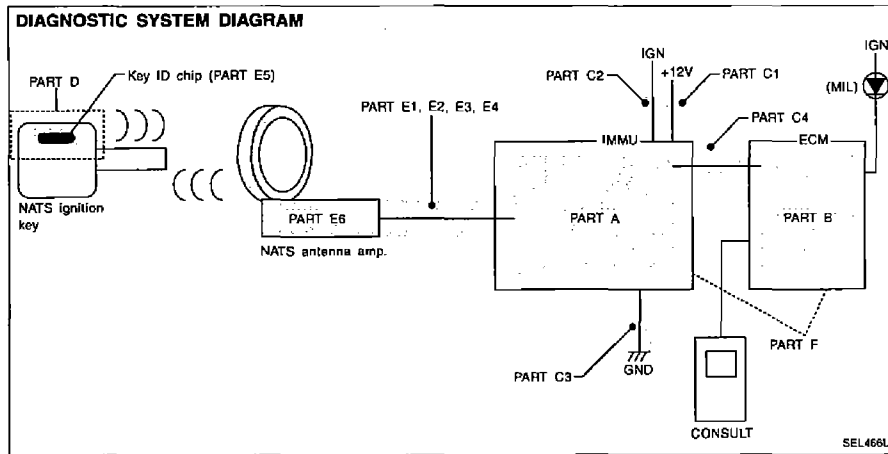 DIAGNOSTIC SYSTEM DIAGRAM
IGN
IGN
Key ID chip (PART E5)
PART D
PART C2
+12V
PART C1
(MIL)
PART E1, E2, E3, E4
PART C4
IMMU
ECM
NATS ignition
key
PART E6
PART A
PART B
NATS antenna amp.
PART F
PART C3
GND
CONSULT
SEL466U